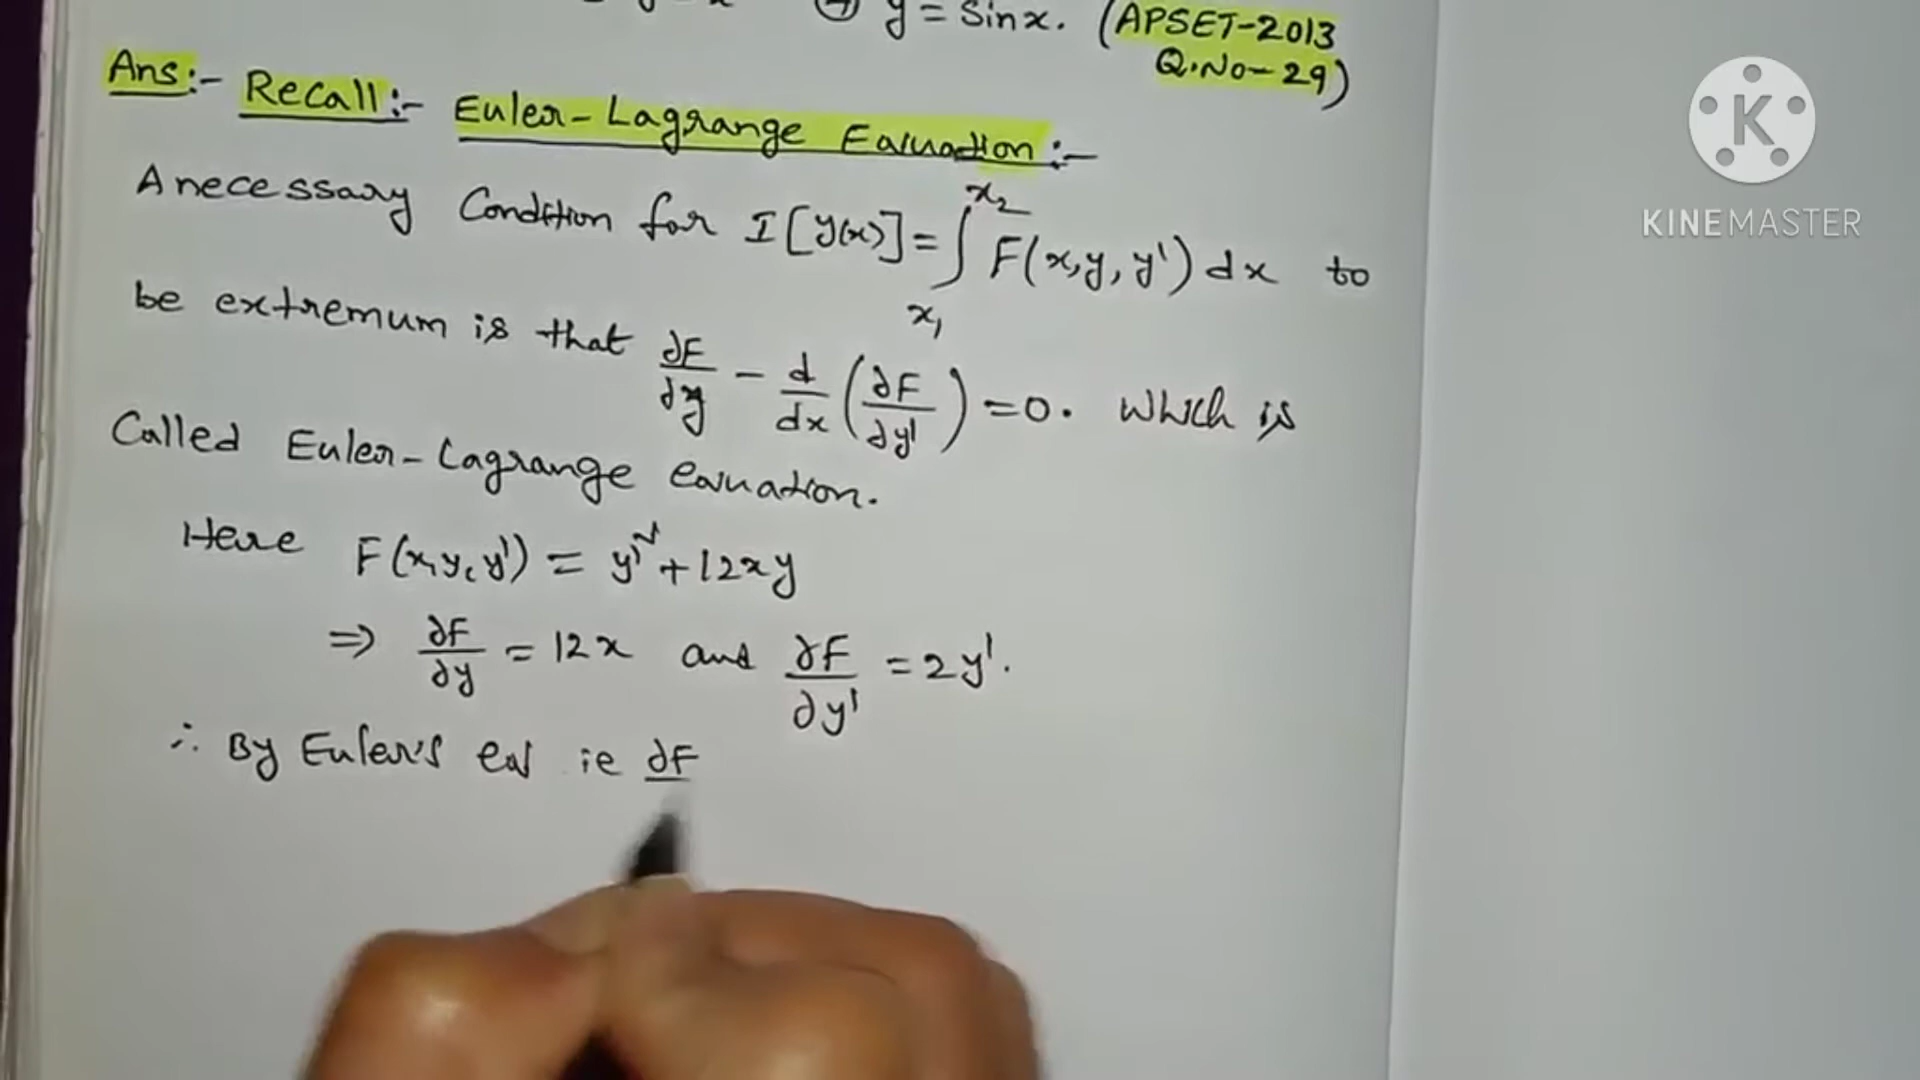 ④ y = Sinx. (APSET-2013
Q.No-29)
Ans:- Recall:- Euler-Lagrange Equation:-
A necessary Condition for I[y(x)] = ∫_{x₁}^{x₂} F(x,y,y')dx to
be extremum is that ∂F/∂y - d/dx(∂F/∂y') = 0. Which is
Called Euler-Lagrange equation.
Here F(x,y,y') = y'² + 12xy
⇒ ∂F/∂y = 12x and ∂F/∂y' = 2y'.
∴ By Euler's eq ie ∂F
KINEMASTER